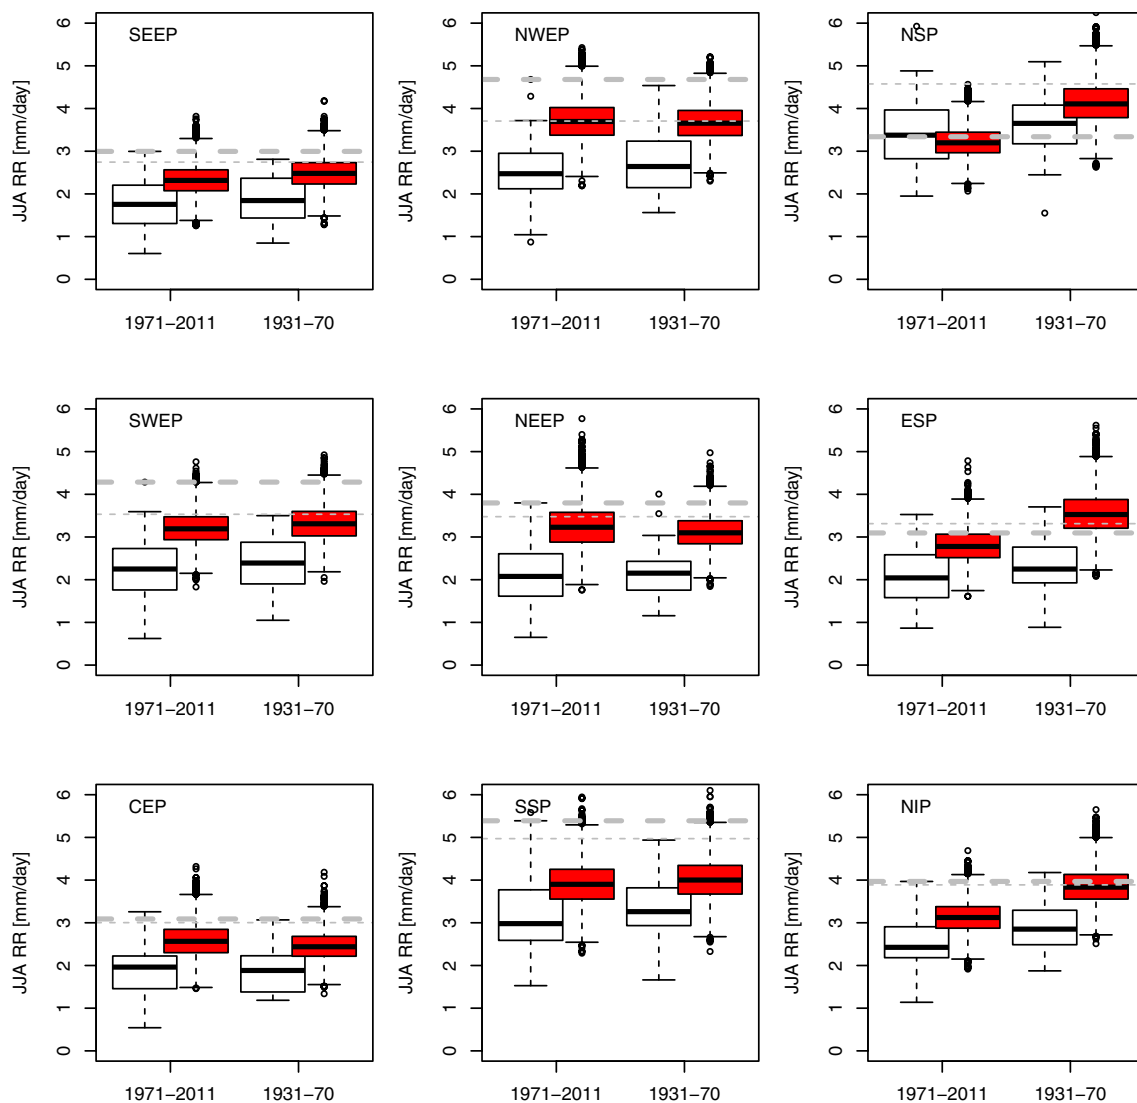 SEEP
JJA RR [mm/day]
0 1 2 3 4 5 6
1971−2011 1931−70
NWEP
JJA RR [mm/day]
0 1 2 3 4 5 6
1971−2011 1931−70
NSP
JJA RR [mm/day]
0 1 2 3 4 5 6
1971−2011 1931−70
SWEP
JJA RR [mm/day]
0 1 2 3 4 5 6
1971−2011 1931−70
NEEP
JJA RR [mm/day]
0 1 2 3 4 5 6
1971−2011 1931−70
ESP
JJA RR [mm/day]
0 1 2 3 4 5 6
1971−2011 1931−70
CEP
JJA RR [mm/day]
0 1 2 3 4 5 6
1971−2011 1931−70
SSP
JJA RR [mm/day]
0 1 2 3 4 5 6
1971−2011 1931−70
NIP
JJA RR [mm/day]
0 1 2 3 4 5 6
1971−2011 1931−70